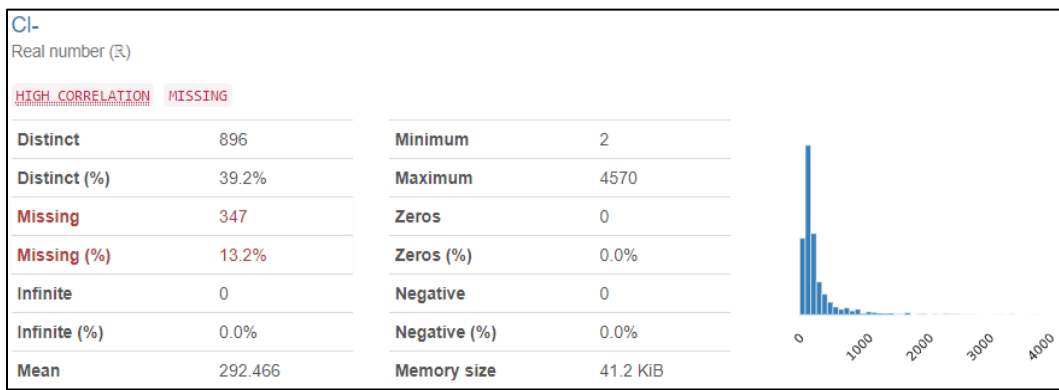 Cl-
Real number (ℝ)
HIGH CORRELATION MISSING
Distinct 896
Distinct (%) 39.2%
Missing 347
Missing (%) 13.2%
Infinite 0
Infinite (%) 0.0%
Mean 292.466
Minimum 2
Maximum 4570
Zeros 0
Zeros (%) 0.0%
Negative 0
Negative (%) 0.0%
Memory size 41.2 KiB
0 1000 2000 3000 4000